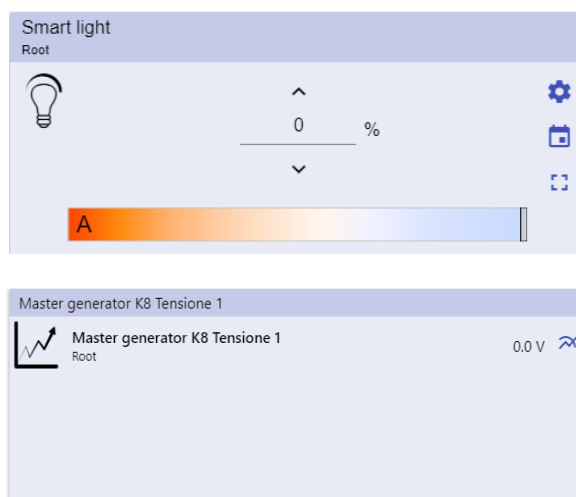 Smart light
Root
0 %
A
Master generator K8 Tensione 1
Master generator K8 Tensione 1
Root
0.0 V